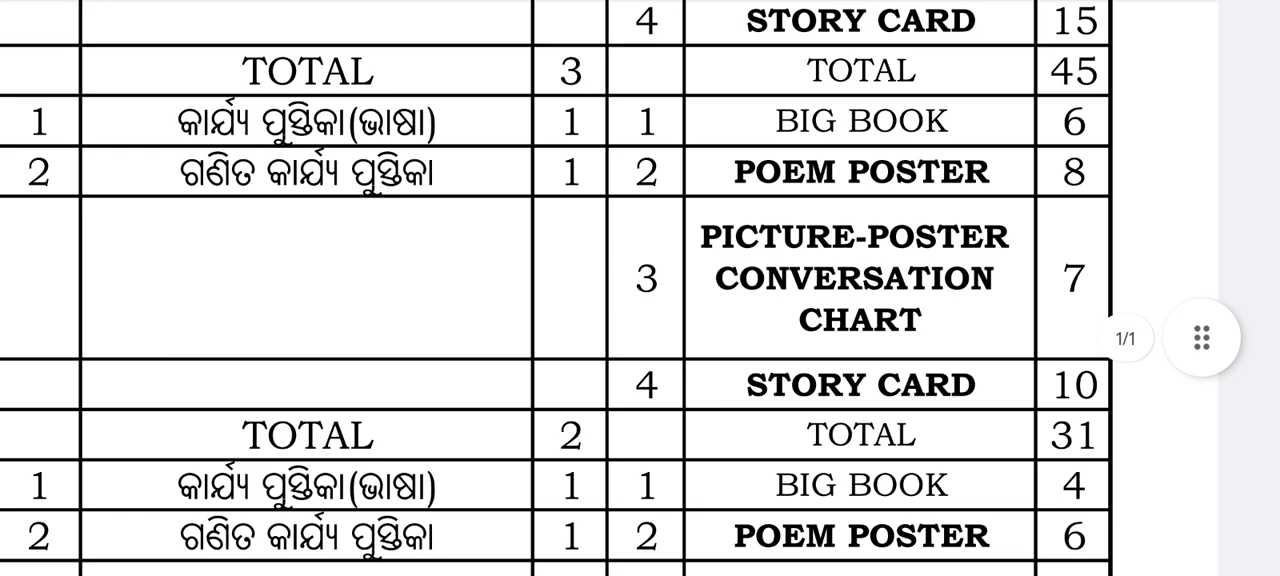 4 STORY CARD 15
TOTAL 3 TOTAL 45
1 କାର୍ଯ୍ୟ ପୁସ୍ତିକା(ଭାଷା) 1 1 BIG BOOK 6
2 ଗଣିତ କାର୍ଯ୍ୟ ପୁସ୍ତିକା 1 2 POEM POSTER 8
3 PICTURE-POSTER CONVERSATION CHART 7
1/1
4 STORY CARD 10
TOTAL 2 TOTAL 31
1 କାର୍ଯ୍ୟ ପୁସ୍ତିକା(ଭାଷା) 1 1 BIG BOOK 4
2 ଗଣିତ କାର୍ଯ୍ୟ ପୁସ୍ତିକା 1 2 POEM POSTER 6